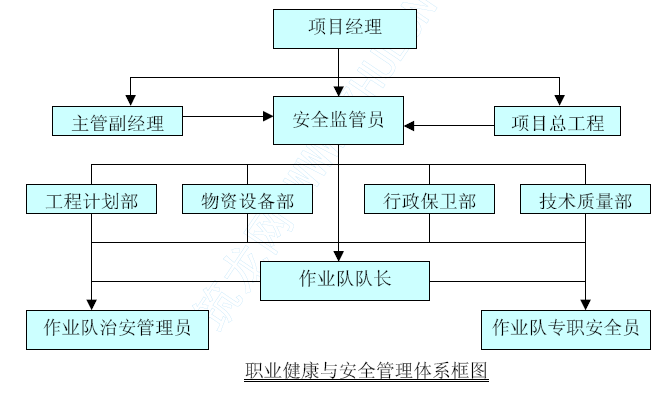 项目经理
主管副经理
安全监管员
项目总工程
工程计划部
物资设备部
行政保卫部
技术质量部
作业队队长
作业队治安管理员
作业队专职安全员
职业健康与安全管理体系框图